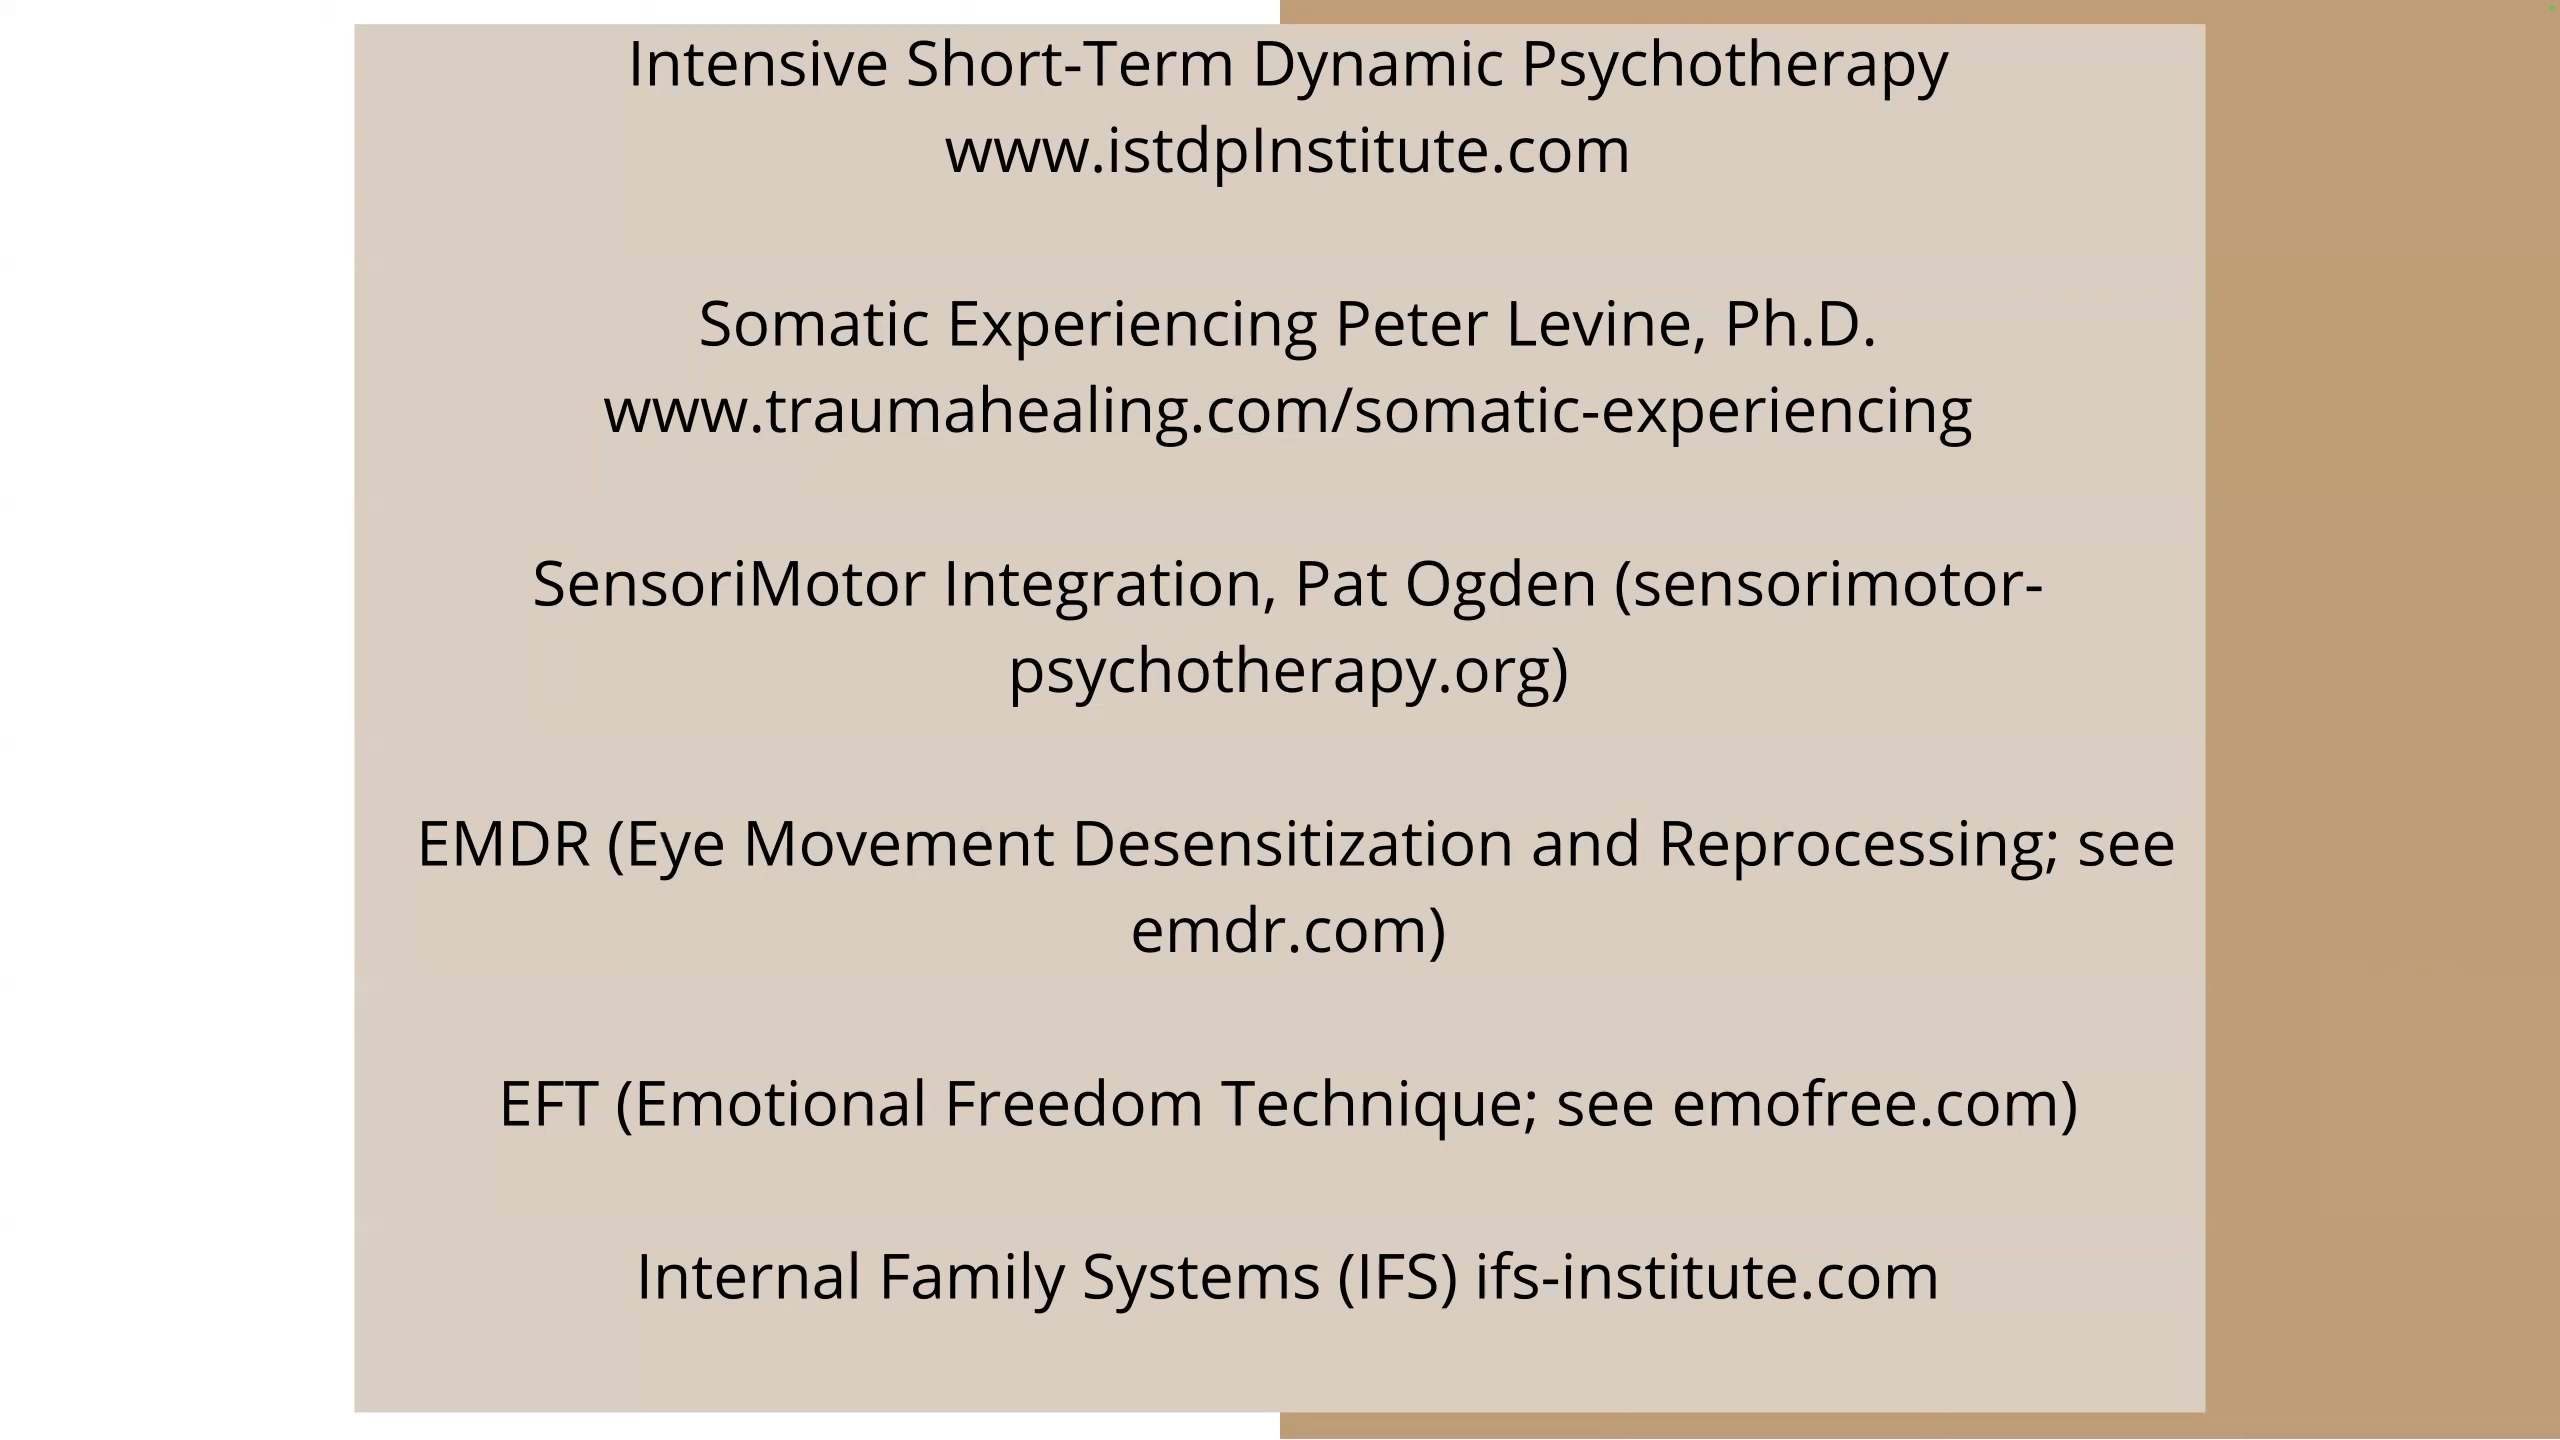 Intensive Short-Term Dynamic Psychotherapy
www.istdpInstitute.com
Somatic Experiencing Peter Levine, Ph.D.
www.traumahealing.com/somatic-experiencing
SensoriMotor Integration, Pat Ogden (sensorimotor-
psychotherapy.org)
EMDR (Eye Movement Desensitization and Reprocessing; see
emdr.com)
EFT (Emotional Freedom Technique; see emofree.com)
Internal Family Systems (IFS) ifs-institute.com